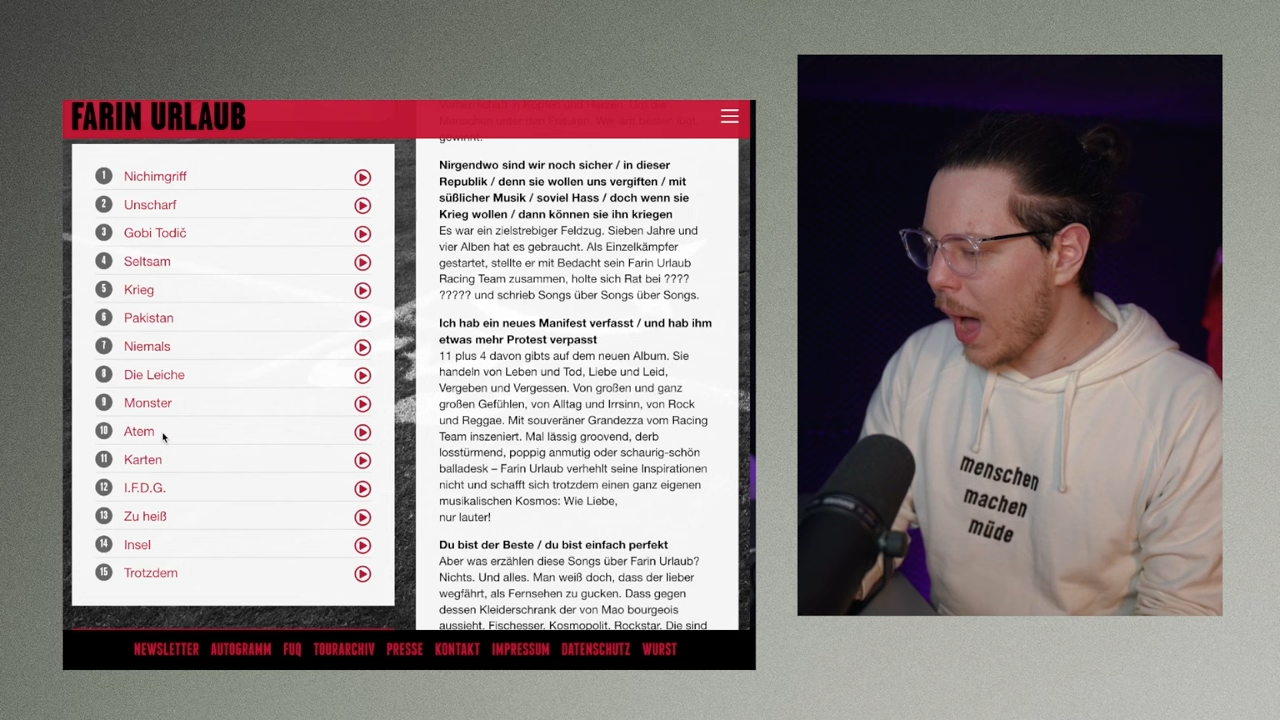 FARIN URLAUB
1 Nichimgriff
2 Unscharf
3 Gobi Todič
4 Seltsam
5 Krieg
6 Pakistan
7 Niemals
8 Die Leiche
9 Monster
10 Atem
11 Karten
12 I.F.D.G.
13 Zu heiß
14 Insel
15 Trotzdem
gewinnt.
Nirgendwo sind wir noch sicher / in dieser
Republik / denn sie wollen uns vergiften / mit
süßlicher Musik / soviel Hass / doch wenn sie
Krieg wollen / dann können sie ihn kriegen
Es war ein zielstrebiger Feldzug. Sieben Jahre und
vier Alben hat es gebraucht. Als Einzelkämpfer
gestartet, stellte er mit Bedacht sein Farin Urlaub
Racing Team zusammen, holte sich Rat bei ????
????? und schrieb Songs über Songs über Songs.
Ich hab ein neues Manifest verfasst / und hab ihm
etwas mehr Protest verpasst
11 plus 4 davon gibts auf dem neuen Album. Sie
handeln von Leben und Tod, Liebe und Leid,
Vergeben und Vergessen. Von großen und ganz
großen Gefühlen, von Alltag und Irrsinn, von Rock
und Reggae. Mit souveräner Grandezza vom Racing
Team inszeniert. Mal lässig groovend, derb
losstürmend, poppig anmutig oder schaurig-schön
balladesk – Farin Urlaub verhehlt seine Inspirationen
nicht und schafft sich trotzdem einen ganz eigenen
musikalischen Kosmos: Wie Liebe,
nur lauter!
Du bist der Beste / du bist einfach perfekt
Aber was erzählen diese Songs über Farin Urlaub?
Nichts. Und alles. Man weiß doch, dass der lieber
wegfährt, als Fernsehen zu gucken. Dass gegen
dessen Kleiderschrank der von Mao bourgeois
aussieht. Fischesser. Kosmopolit. Rockstar. Die sind
NEWSLETTER AUTOGRAMM FUQ TOURARCHIV PRESSE KONTAKT IMPRESSUM DATENSCHUTZ WURST
menschen
machen
müde